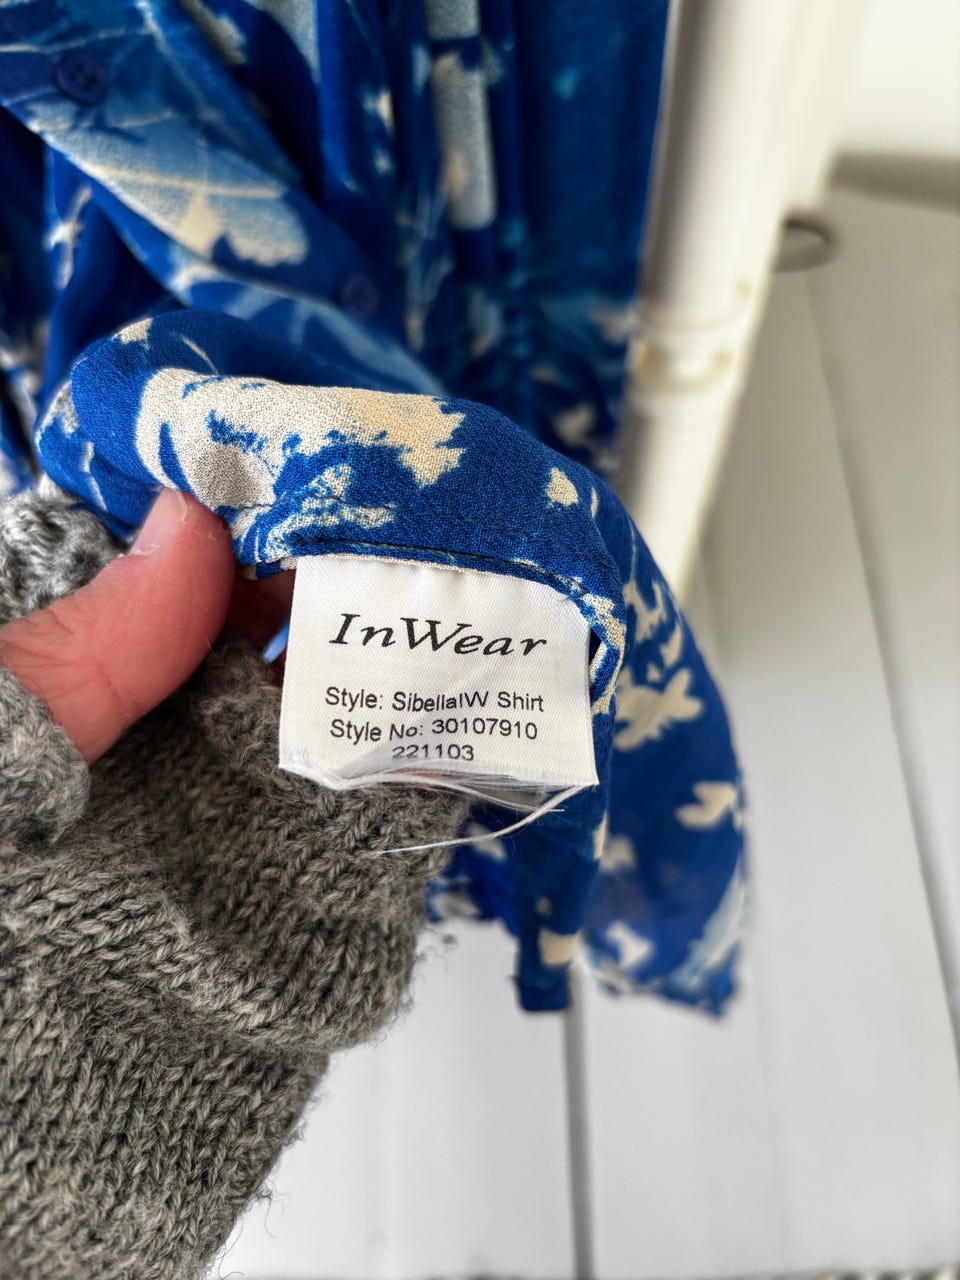 InWear
Style: SibellaIW Shirt
Style No: 30107910
221103